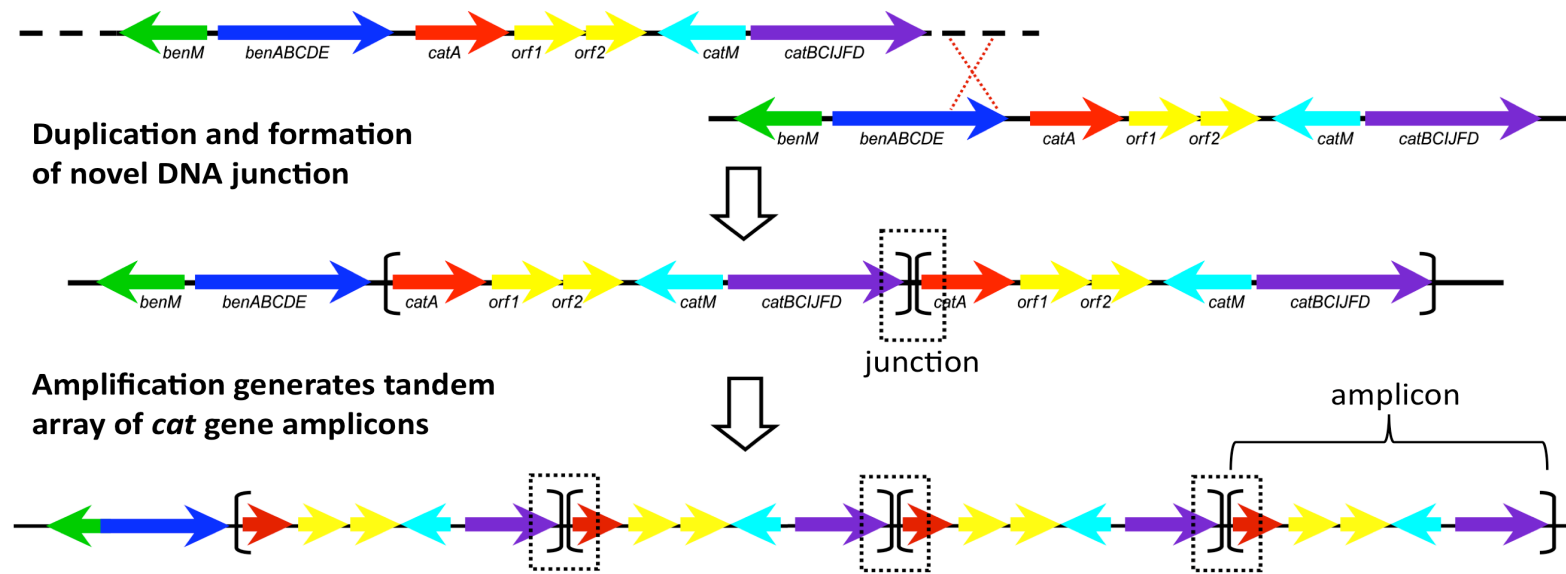 benM benABCDE catA orf1 orf2 catM catBCIJFD
benM benABCDE catA orf1 orf2 catM catBCIJFD
Duplication and formation
of novel DNA junction
benM benABCDE catA orf1 orf2 catM catBCIJFD catA orf1 orf2 catM catBCIJFD
junction
Amplification generates tandem
array of cat gene amplicons
amplicon